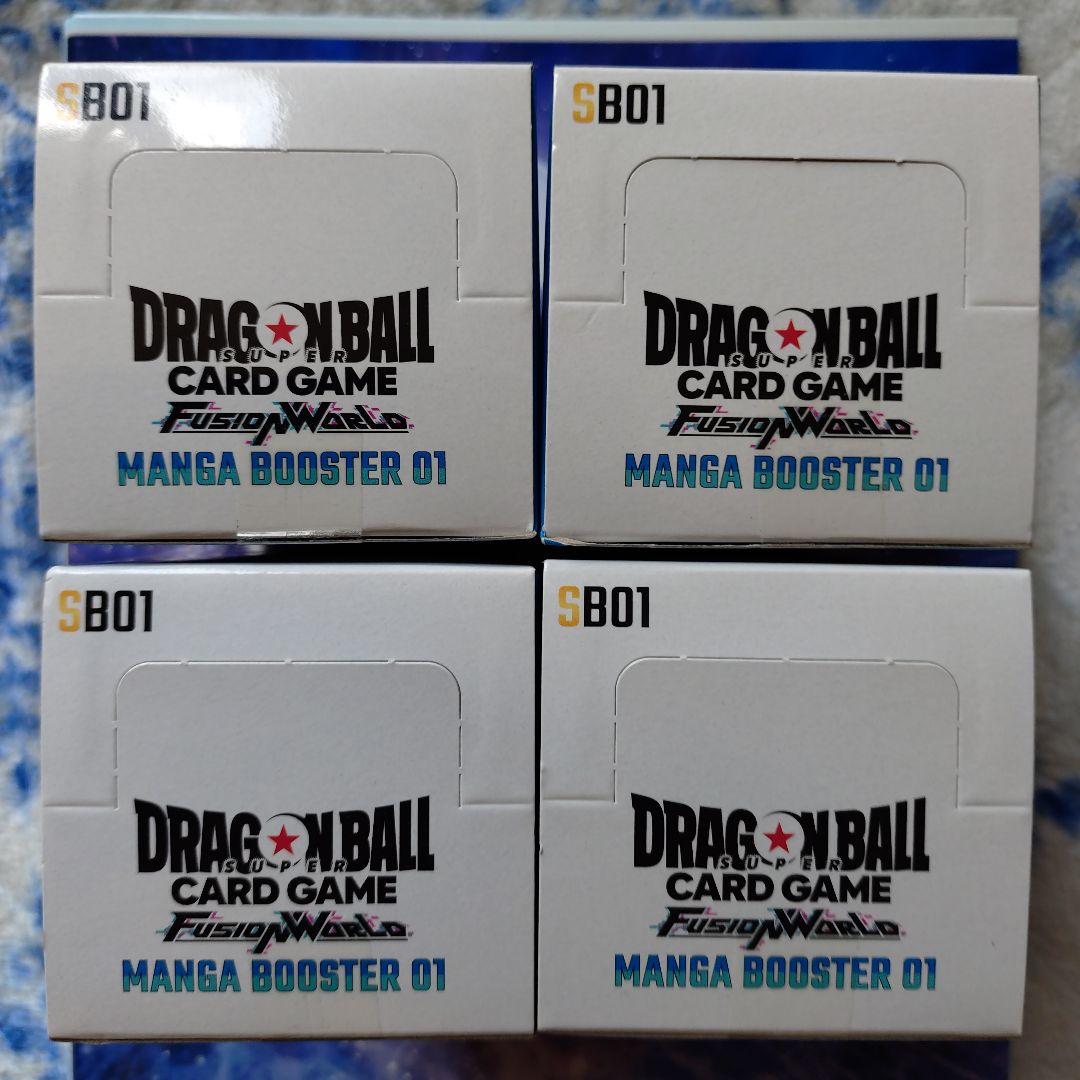 SB01
DRAGON BALL
SUPER
CARD GAME
FUSION WORLD
MANGA BOOSTER 01
SB01
DRAGON BALL
SUPER
CARD GAME
FUSION WORLD
MANGA BOOSTER 01
SB01
DRAGON BALL
SUPER
CARD GAME
FUSION WORLD
MANGA BOOSTER 01
SB01
DRAGON BALL
SUPER
CARD GAME
FUSION WORLD
MANGA BOOSTER 01